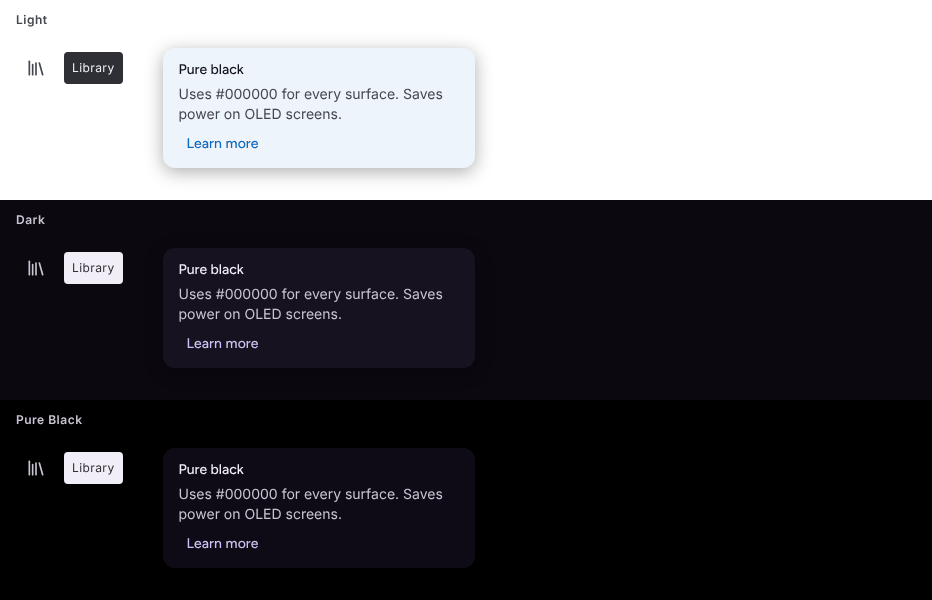 Light
Library
Pure black
Uses #000000 for every surface. Saves
power on OLED screens.
Learn more
Dark
Library
Pure black
Uses #000000 for every surface. Saves
power on OLED screens.
Learn more
Pure Black
Library
Pure black
Uses #000000 for every surface. Saves
power on OLED screens.
Learn more